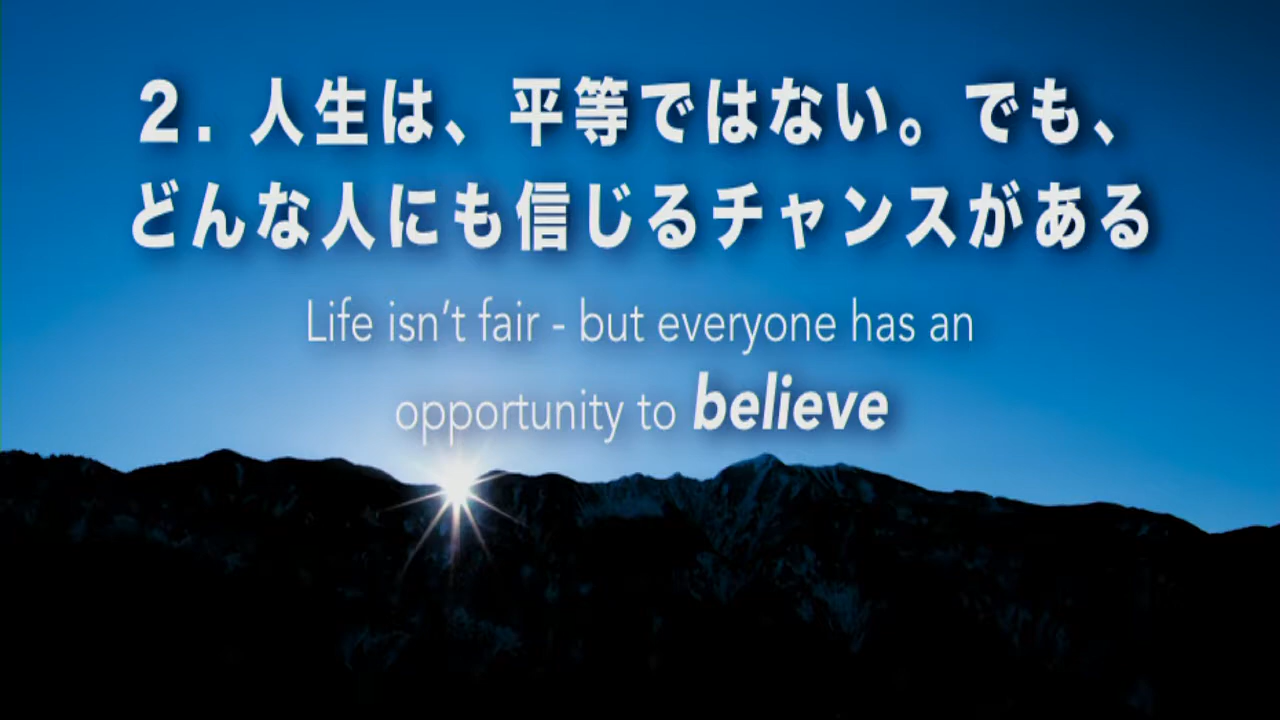 2. 人生は、平等ではない。でも、
どんな人にも信じるチャンスがある
Life isn't fair - but everyone has an
opportunity to believe